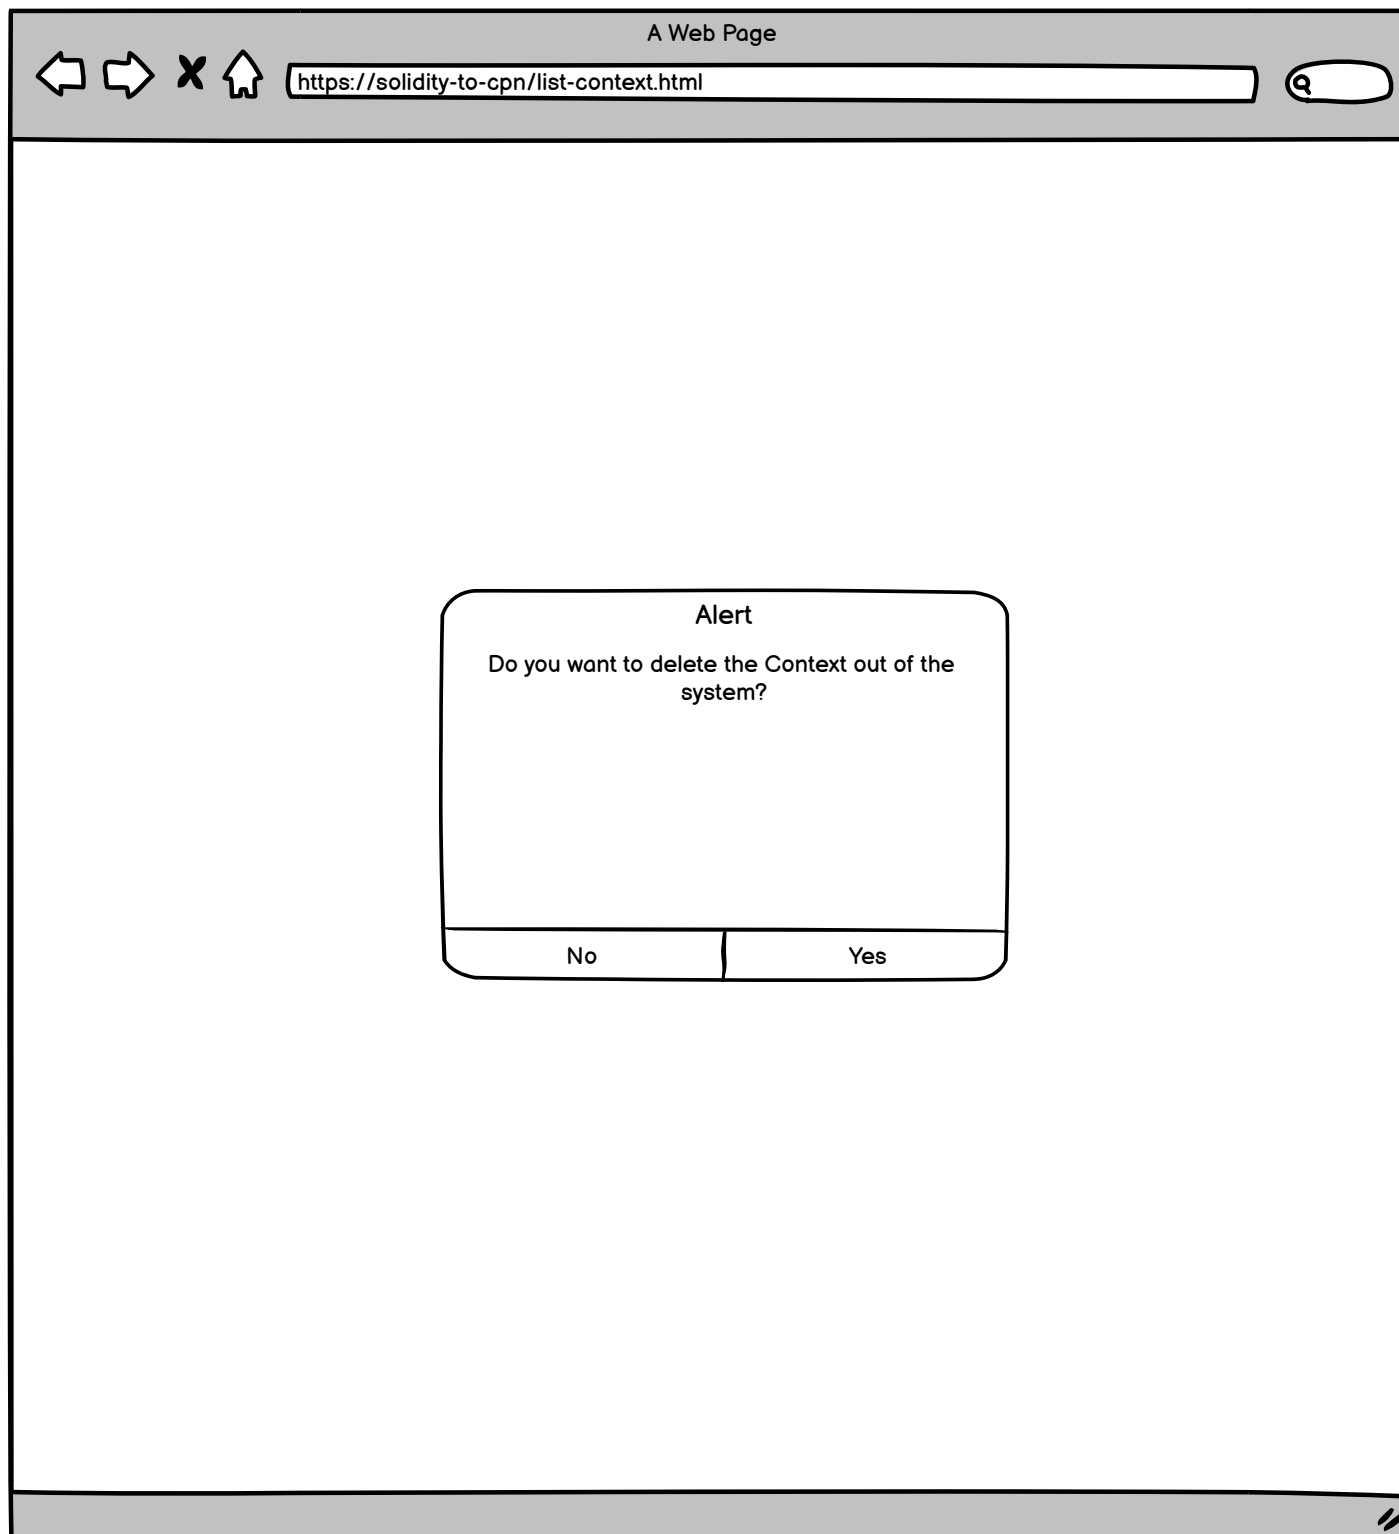 A Web Page
https://solidity-to-cpn/list-context.html
Alert
Do you want to delete the Context out of the
system?
No
Yes